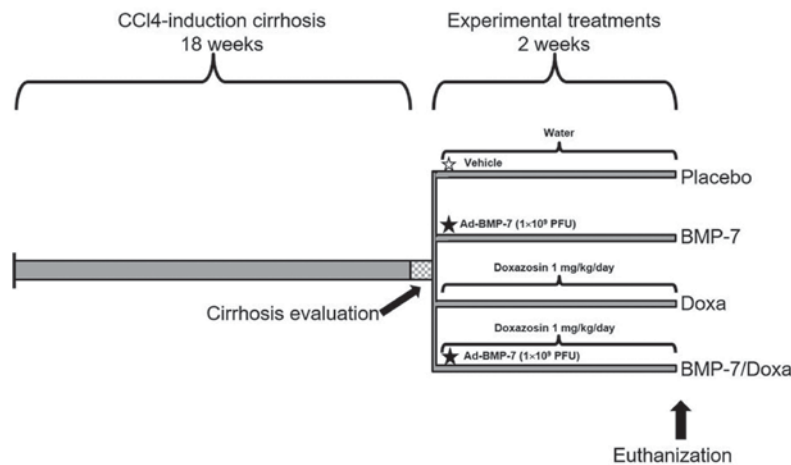 CCl4-induction cirrhosis
18 weeks
Experimental treatments
2 weeks
Water
Vehicle
Placebo
Ad-BMP-7 (1×10⁹ PFU)
BMP-7
Doxazosin 1 mg/kg/day
Doxa
Cirrhosis evaluation
Doxazosin 1 mg/kg/day
Ad-BMP-7 (1×10⁹ PFU)
BMP-7/Doxa
Euthanization